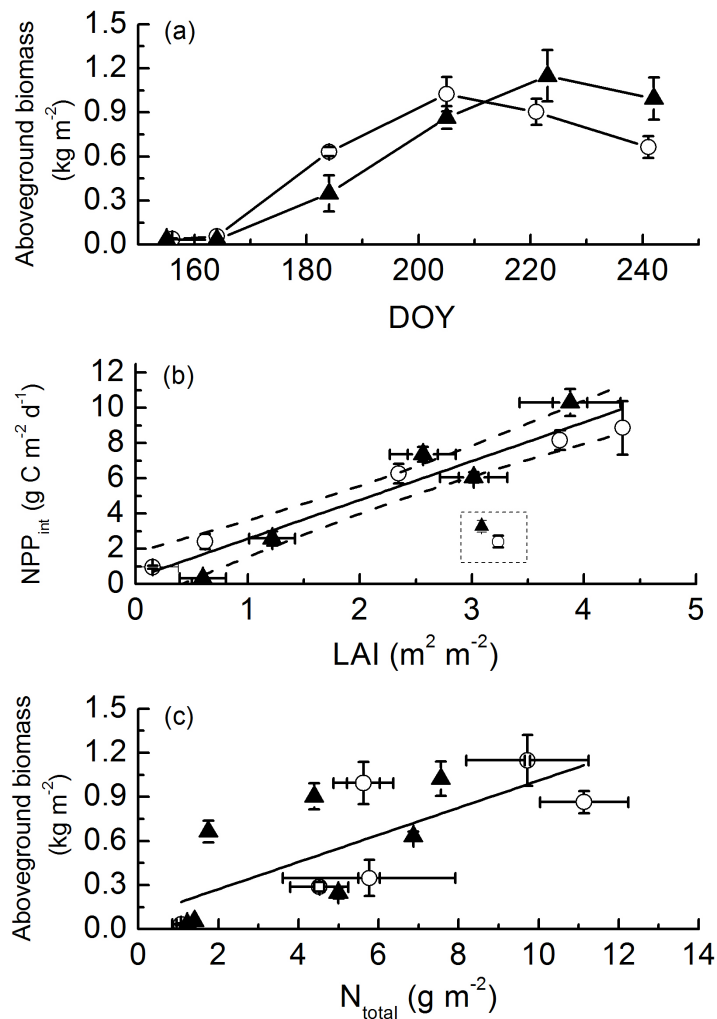 (a)
Aboveground biomass
(kg m-2)
1.5
1.2
0.9
0.6
0.3
0.0
160 180 200 220 240
DOY
(b)
NPPint (g C m-2 d-1)
12
10
8
6
4
2
0
0 1 2 3 4 5
LAI (m2 m-2)
(c)
Aboveground biomass
(kg m-2)
1.5
1.2
0.9
0.6
0.3
0.0
0 2 4 6 8 10 12 14
Ntotal (g m-2)